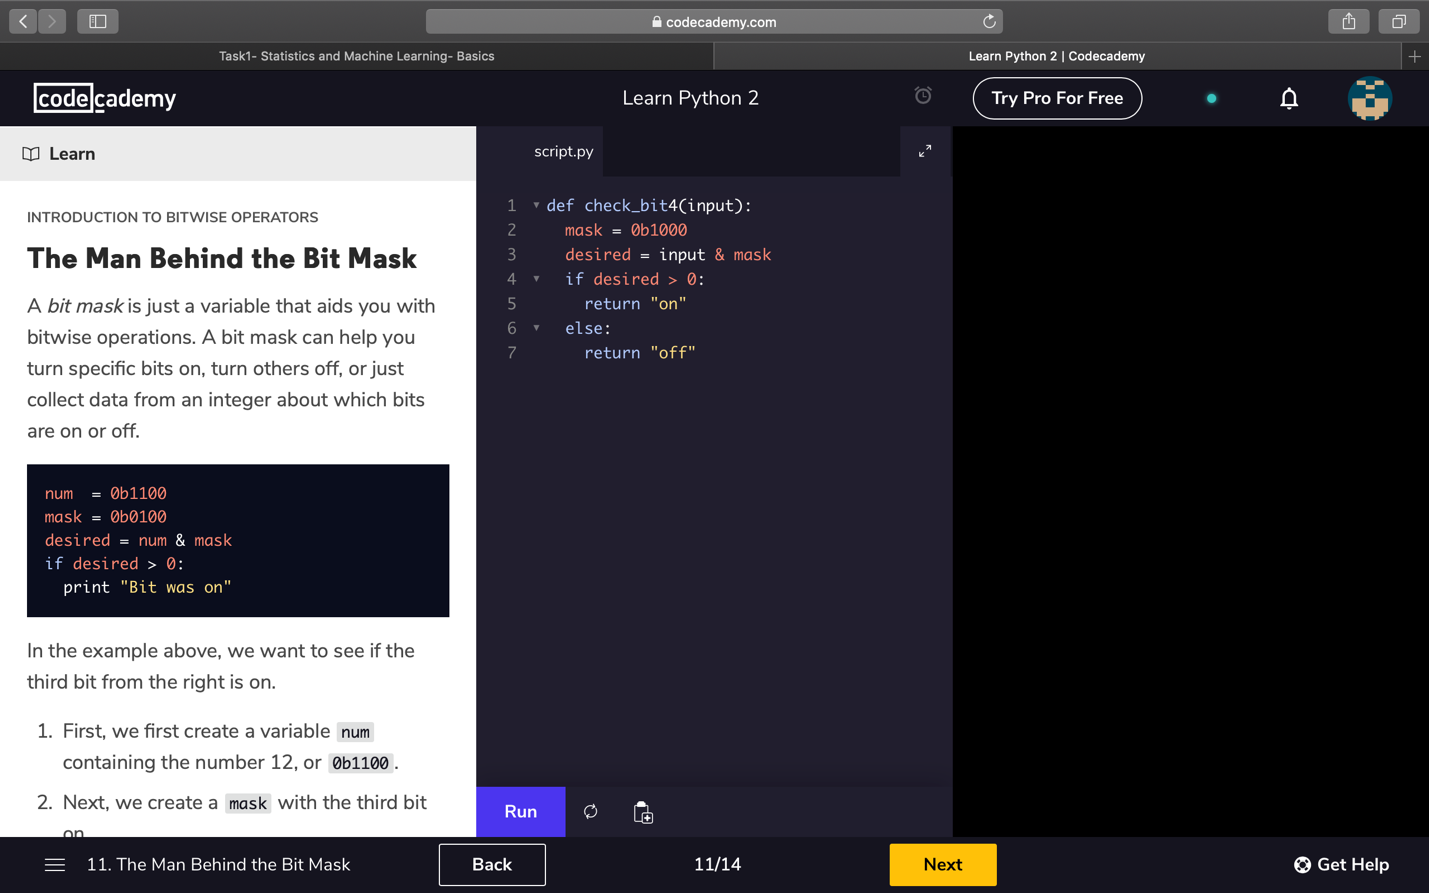 codecademy.com
Task1- Statistics and Machine Learning- Basics
Learn Python 2 | Codecademy
codecademy
Learn Python 2
Try Pro For Free
Learn
script.py
INTRODUCTION TO BITWISE OPERATORS
The Man Behind the Bit Mask
A bit mask is just a variable that aids you with
bitwise operations. A bit mask can help you
turn specific bits on, turn others off, or just
collect data from an integer about which bits
are on or off.
num  = 0b1100
mask = 0b0100
desired = num & mask
if desired > 0:
  print "Bit was on"
In the example above, we want to see if the
third bit from the right is on.
1. First, we first create a variable num
containing the number 12, or 0b1100.
2. Next, we create a mask with the third bit
on.
1 def check_bit4(input):
2   mask = 0b1000
3   desired = input & mask
4   if desired > 0:
5     return "on"
6   else:
7     return "off"
Run
11. The Man Behind the Bit Mask
Back
11/14
Next
Get Help